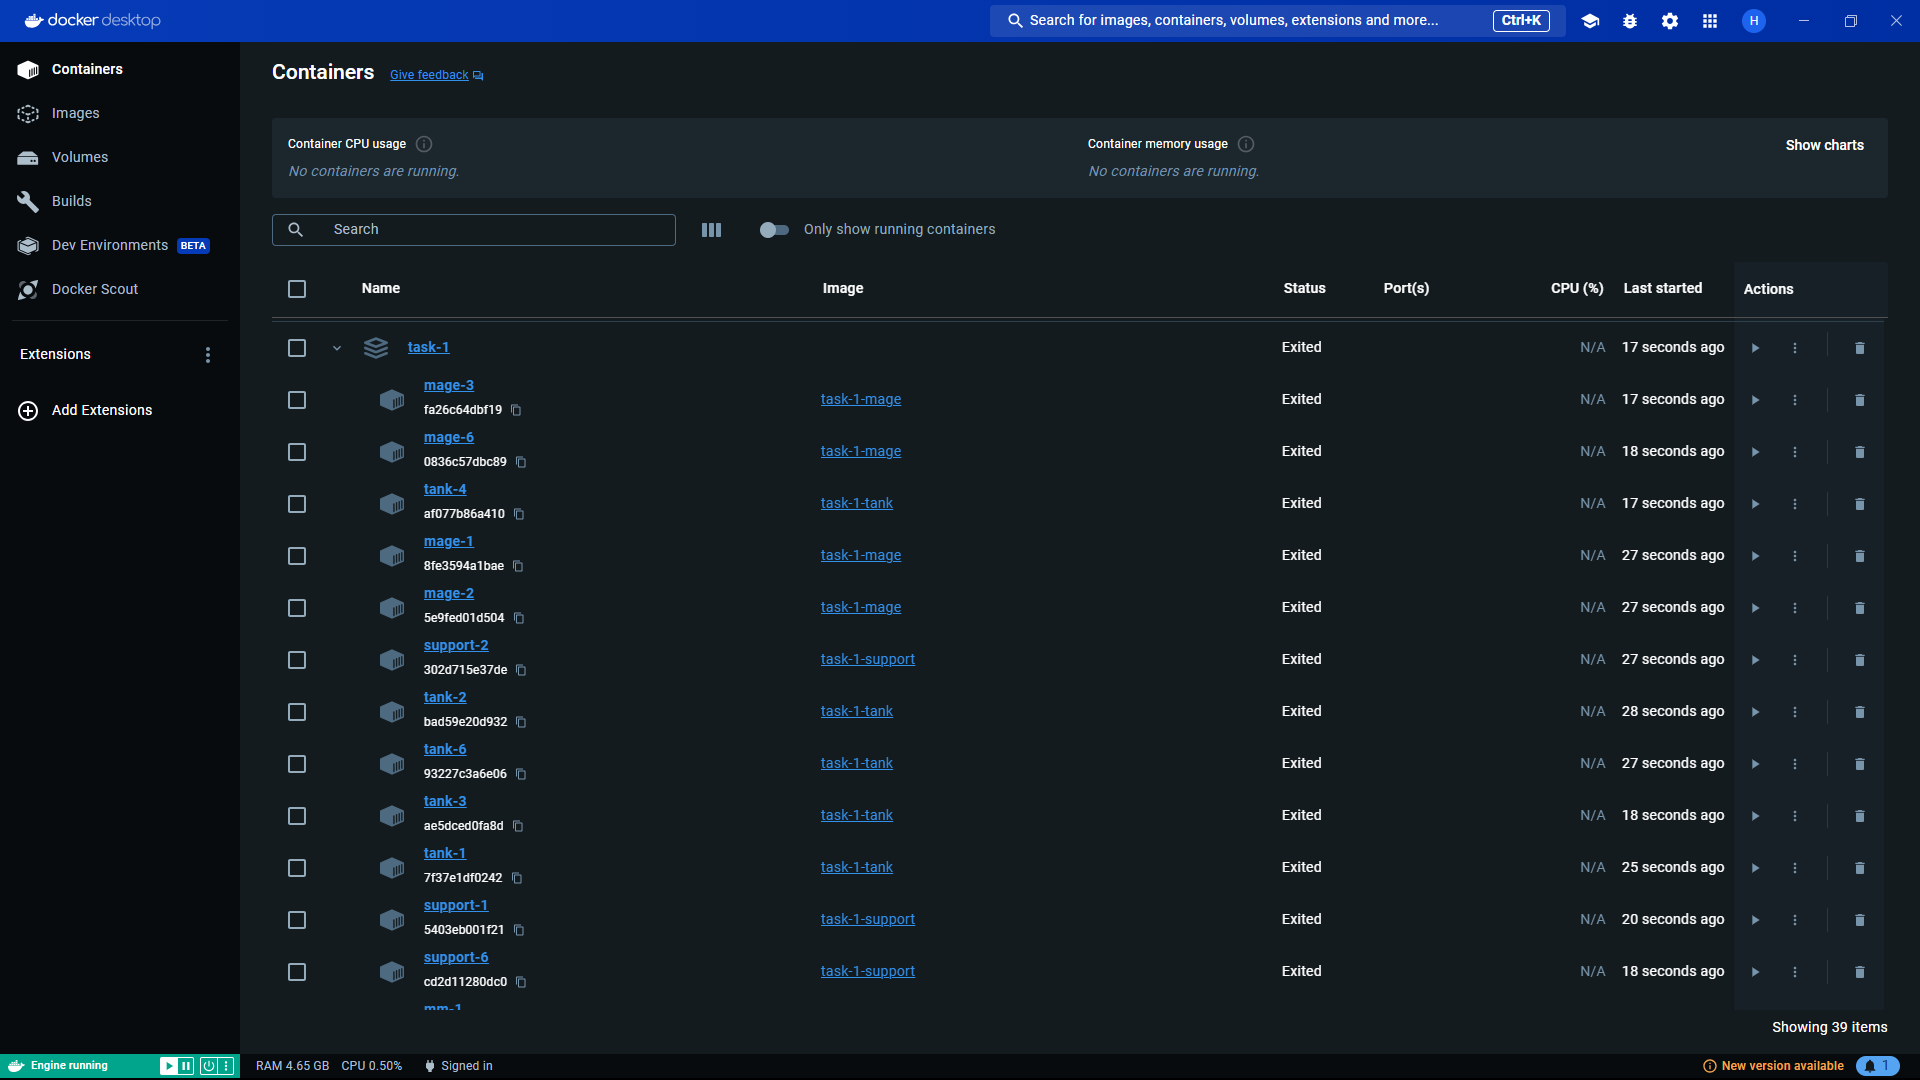 docker desktop
Search for images, containers, volumes, extensions and more... Ctrl+K
H
Containers
Images
Volumes
Builds
Dev Environments BETA
Docker Scout
Extensions
Add Extensions
Containers Give feedback
Container CPU usage
No containers are running.
Container memory usage
No containers are running.
Show charts
Search
Only show running containers
Name Image Status Port(s) CPU (%) Last started Actions
task-1 Exited N/A 17 seconds ago
mage-3
fa26c64dbf19 task-1-mage Exited N/A 17 seconds ago
mage-6
0836c57dbc89 task-1-mage Exited N/A 18 seconds ago
tank-4
af077b86a410 task-1-tank Exited N/A 17 seconds ago
mage-1
8fe3594a1bae task-1-mage Exited N/A 27 seconds ago
mage-2
5e9fed01d504 task-1-mage Exited N/A 27 seconds ago
support-2
302d715e37de task-1-support Exited N/A 27 seconds ago
tank-2
bad59e20d932 task-1-tank Exited N/A 28 seconds ago
tank-6
93227c3a6e06 task-1-tank Exited N/A 27 seconds ago
tank-3
ae5dced0fa8d task-1-tank Exited N/A 18 seconds ago
tank-1
7f37e1df0242 task-1-tank Exited N/A 25 seconds ago
support-1
5403eb001f21 task-1-support Exited N/A 20 seconds ago
support-6
cd2d11280dc0 task-1-support Exited N/A 18 seconds ago
mm-1
Showing 39 items
Engine running
RAM 4.65 GB CPU 0.50% Signed in
New version available 1